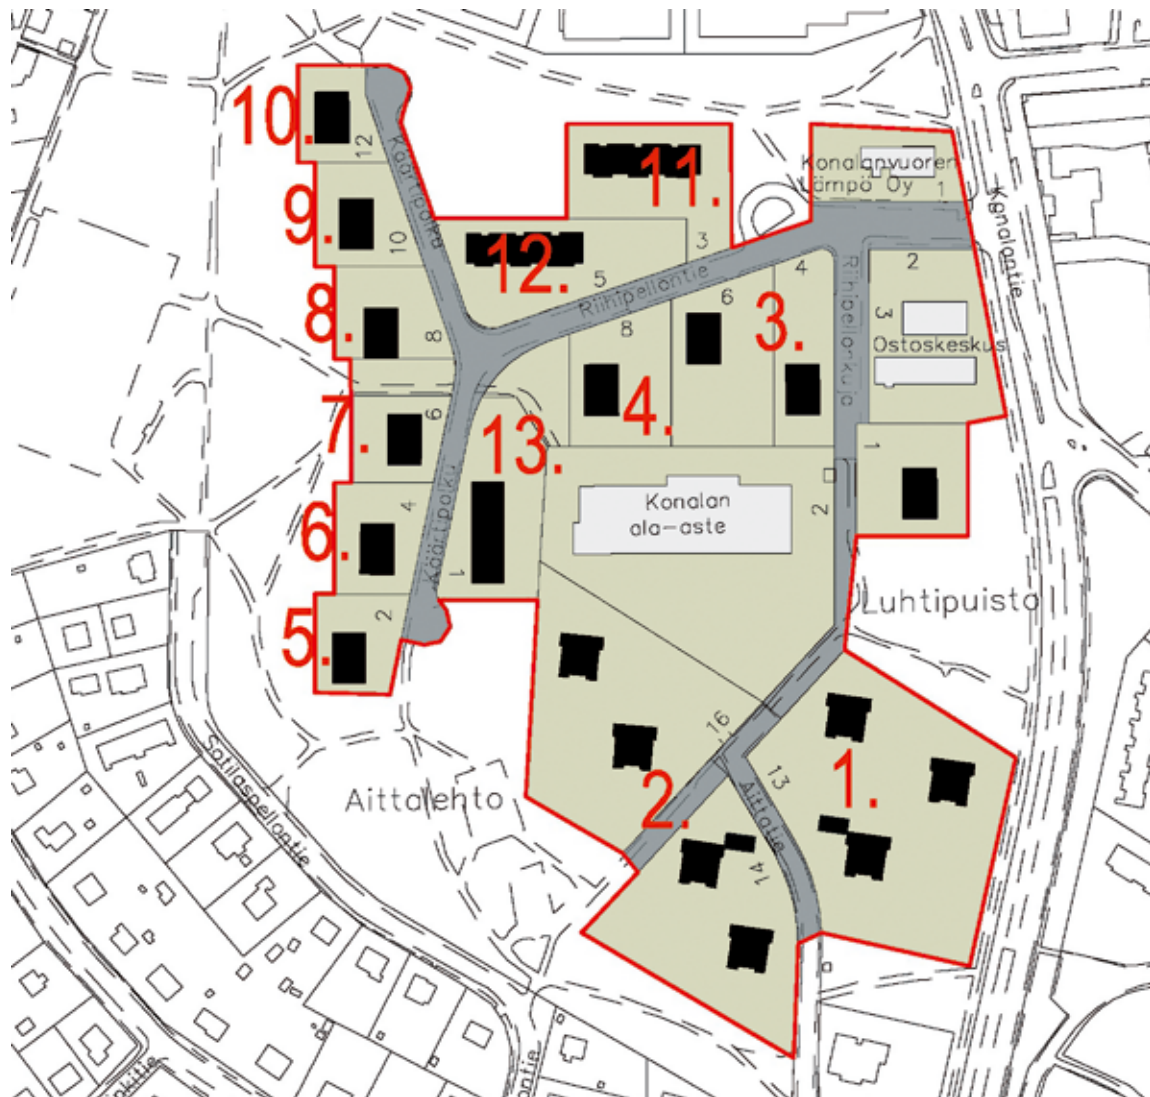 10.
12
Käärtipolku
11.
Konalanvuoren
Lämpö Oy
1
Konalantie
9.
10
12.
3
5
Riihipellontie
4
2
Riihipellonkuja
8.
8
6
8
3.
3
Ostoskeskus
7.
6
13.
4.
1
6.
4
Käärtipolku
1
Konalan
ala-aste
2
5.
2
Luhtipuisto
16
13
1.
2.
Aittatie
14
Aittalehto
Sotilaspellontie